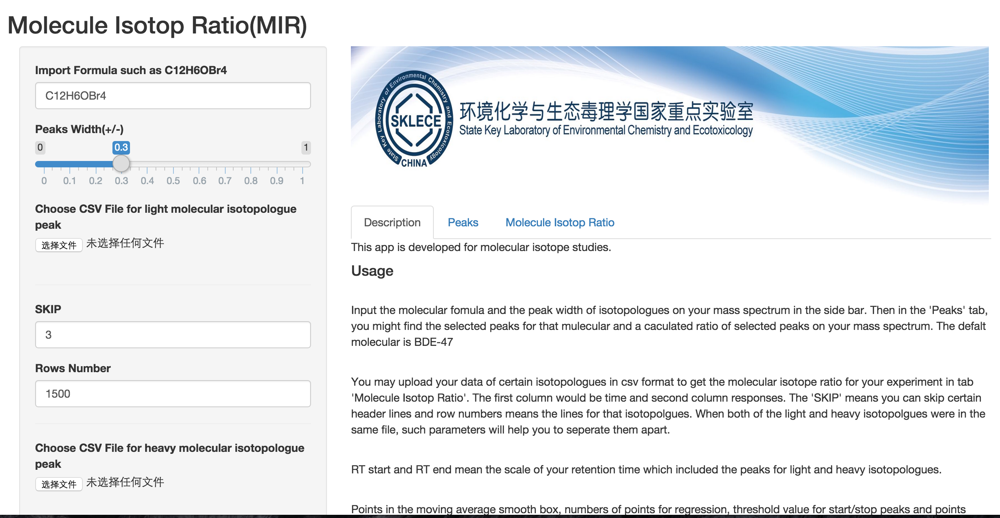 Molecule Isotop Ratio(MIR)
Import Formula such as C12H6OBr4
C12H6OBr4
Peaks Width(+/-)
0
0.3
1
0 0.1 0.2 0.3 0.4 0.5 0.6 0.7 0.8 0.9 1
Choose CSV File for light molecular isotopologue
peak
选择文件 未选择任何文件
SKIP
3
Rows Number
1500
Choose CSV File for heavy molecular isotopologue
peak
选择文件 未选择任何文件
State Key Laboratory of Environmental Chemistry and Ecotoxicology
SKLECE
CHINA
环境化学与生态毒理学国家重点实验室
State Key Laboratory of Environmental Chemistry and Ecotoxicology
Description Peaks Molecule Isotop Ratio
This app is developed for molecular isotope studies.
Usage
Input the molecular fomula and the peak width of isotopologues on your mass spectrum in the side bar. Then in the 'Peaks' tab,
you might find the selected peaks for that mulecular and a caculated ratio of selected peaks on your mass spectrum. The defalt
molecular is BDE-47
You may upload your data of certain isotopologues in csv format to get the molecular isotope ratio for your experiment in tab
'Molecule Isotop Ratio'. The first column would be time and second column responses. The 'SKIP' means you can skip certain
header lines and row numbers means the lines for that isotopolgues. When both of the light and heavy isotopolgues were in the
same file, such parameters will help you to seperate them apart.
RT start and RT end mean the scale of your retention time which included the peaks for light and heavy isotopologues.
Points in the moving average smooth box, numbers of points for regression, threshold value for start/stop peaks and points